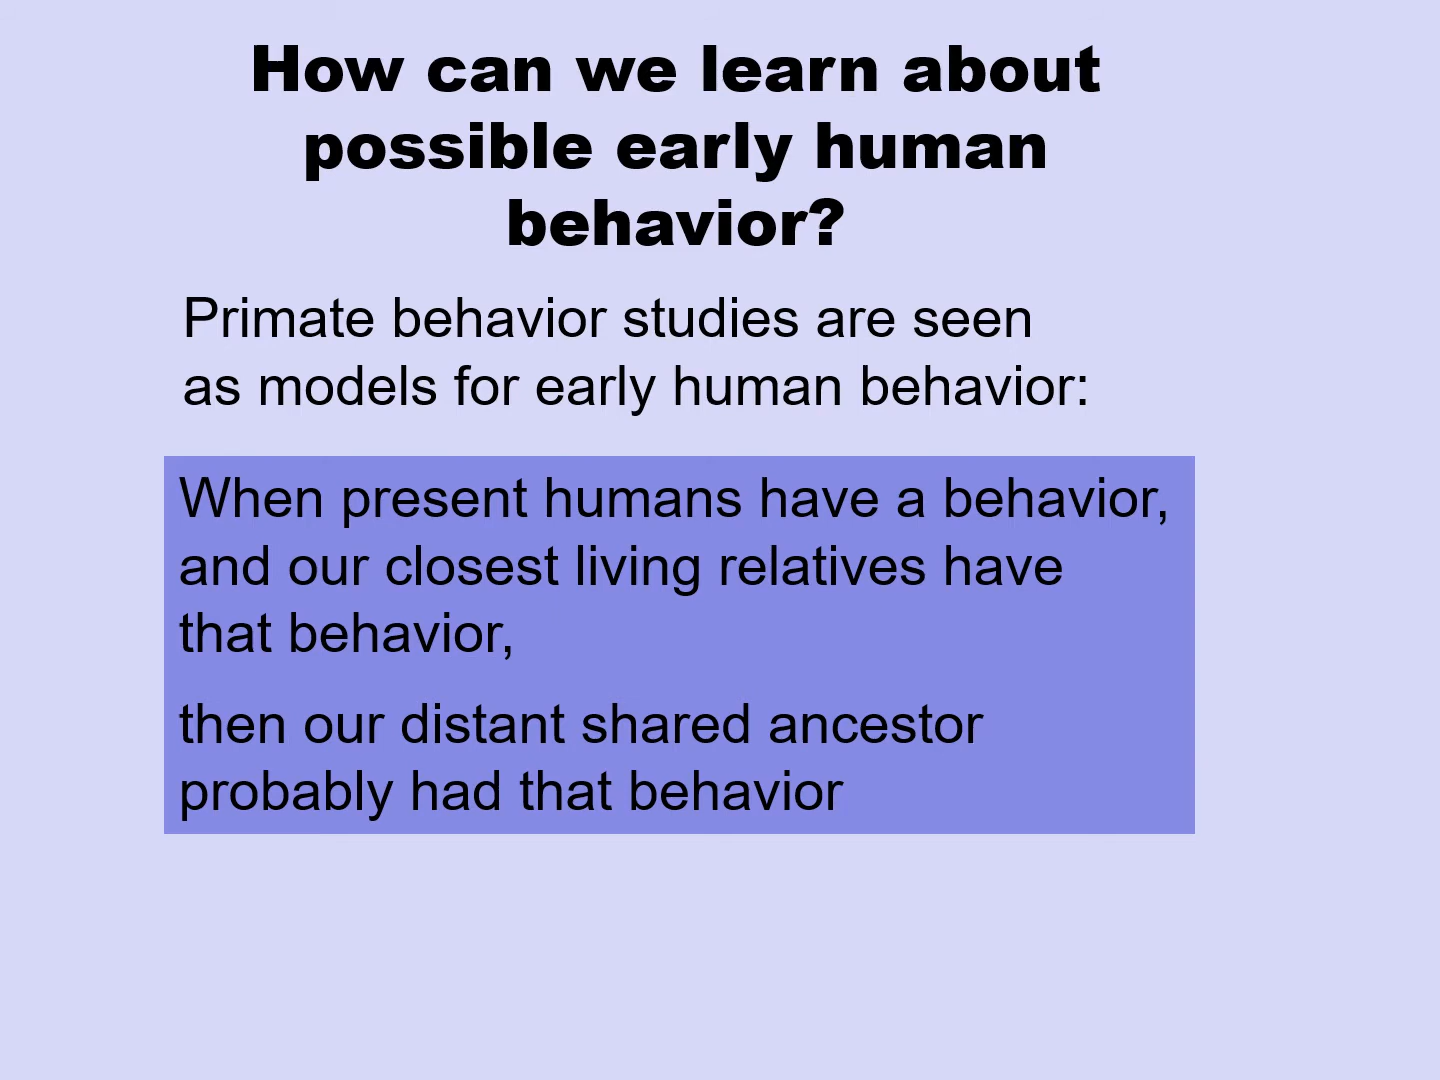 How can we learn about
possible early human
behavior?
Primate behavior studies are seen
as models for early human behavior:
When present humans have a behavior,
and our closest living relatives have
that behavior,
then our distant shared ancestor
probably had that behavior